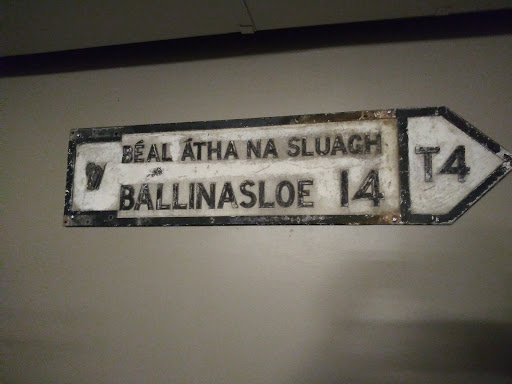 BÉAL ÁTHA NA SLUAGH
BALLINASLOE 14
T4